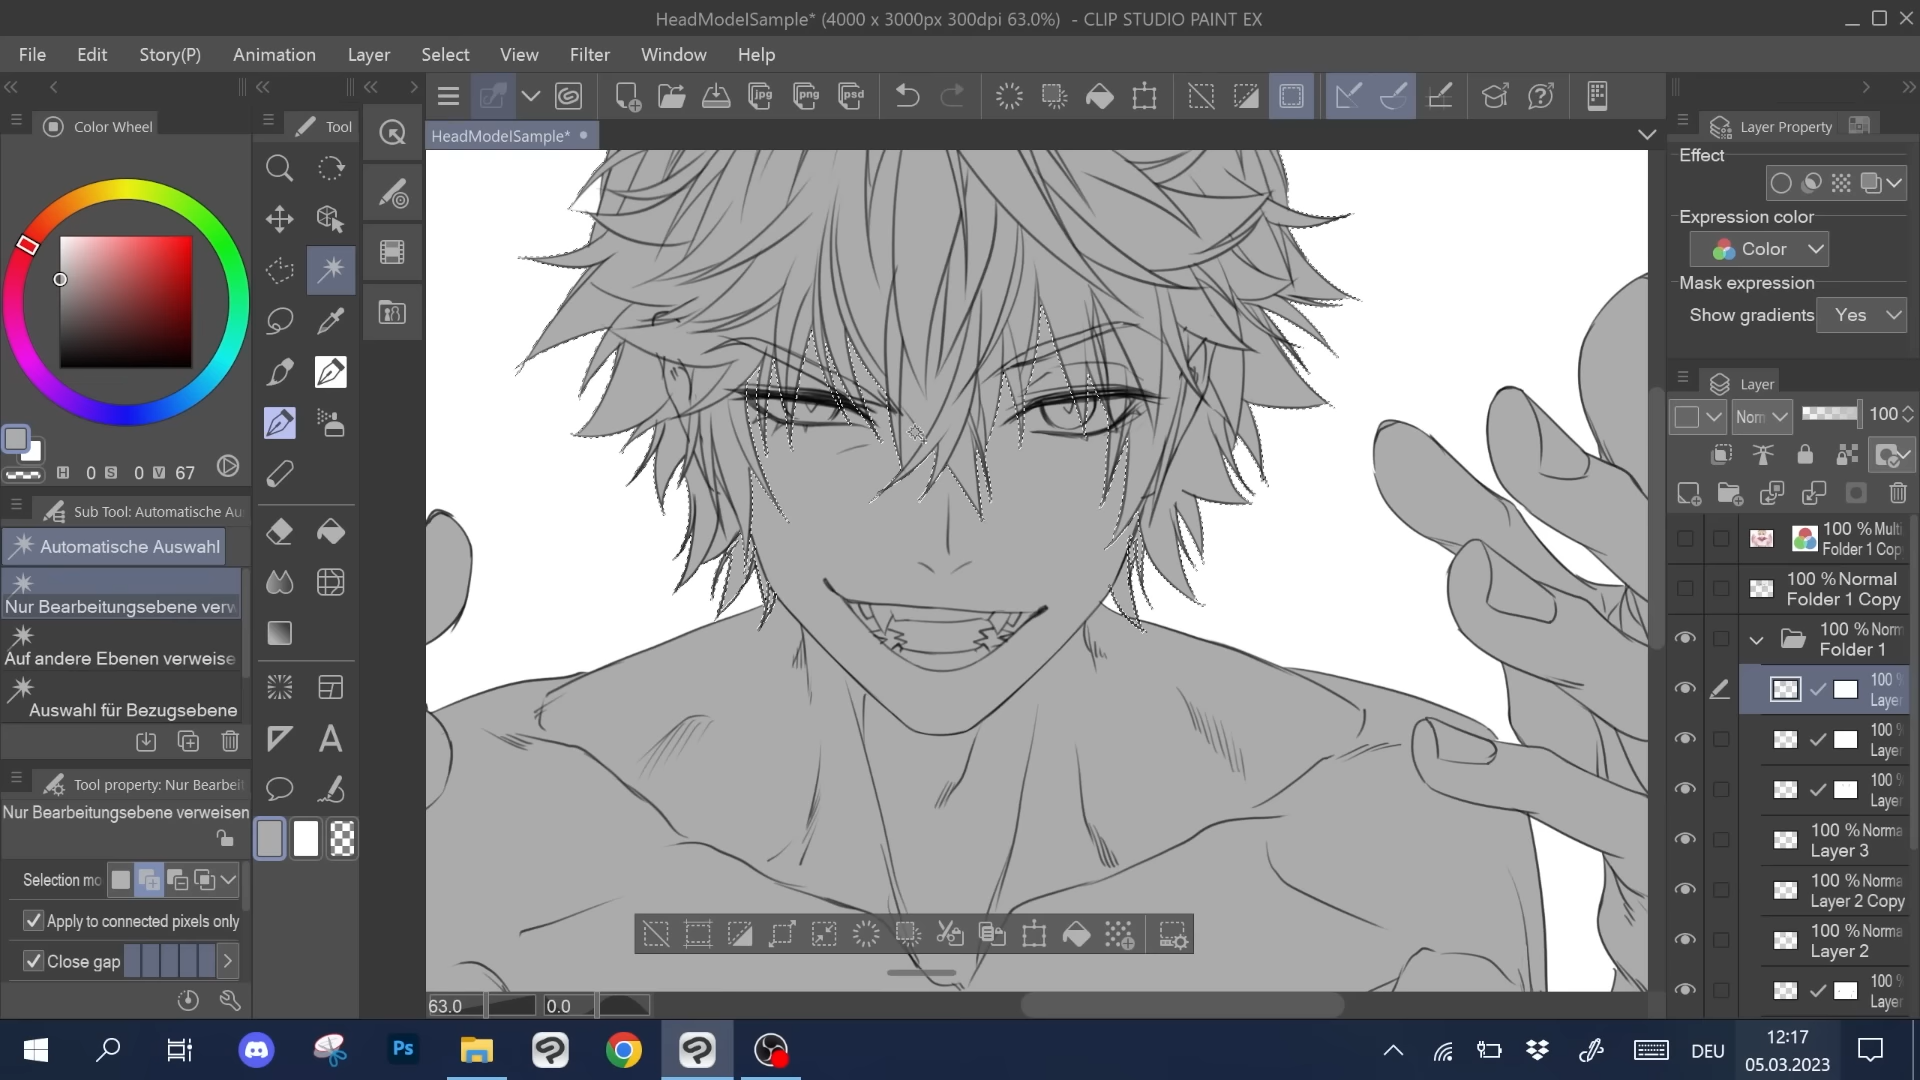 HeadModelSample* (4000 x 3000px 300dpi 63.0%)  - CLIP STUDIO PAINT EX
File Edit Story(P) Animation Layer Select View Filter Window Help
jpg png psd
Color Wheel
Tool
HeadModelSample*
Layer Property
Effect
Expression color
Color
Mask expression
Show gradients Yes
Layer
Norm 100
H 0 S 0 V 67
Sub Tool: Automatische Au
Automatische Auswahl
Nur Bearbeitungsebene verw
Auf andere Ebenen verweise
Auswahl für Bezugsebene
Tool property: Nur Bearbeit
Nur Bearbeitungsebene verweisen
Selection mo
Apply to connected pixels only
Close gap
A
100 % Multi
Folder 1 Cop
100 % Normal
Folder 1 Copy
100 % Norm
Folder 1
100 %
Layer
100 %
Layer
100 %
Layer
100 % Norma
Layer 3
100 % Norma
Layer 2 Copy
100 % Norma
Layer 2
100 %
Layer
63.0 0.0
Ps
DEU
12:17
05.03.2023